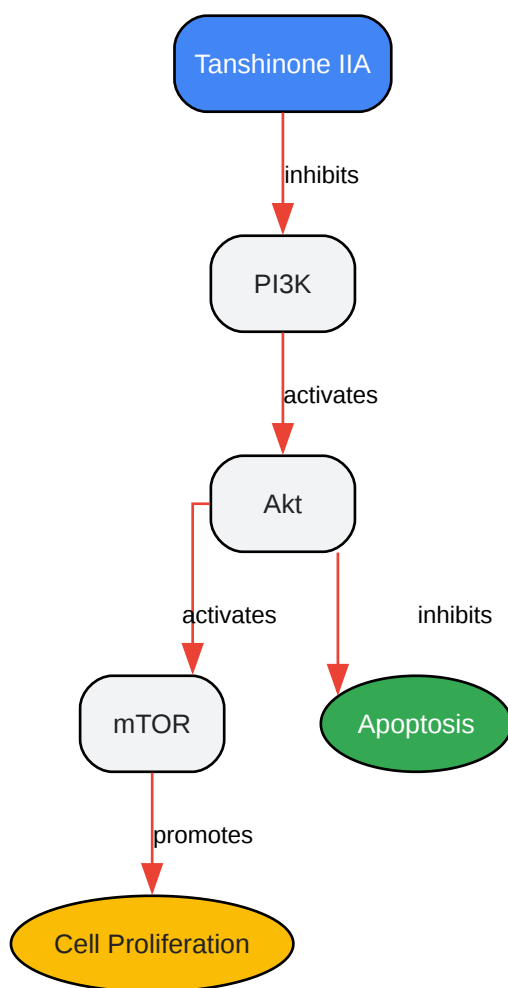 Tanshinone IIA
inhibits
PI3K
activates
Akt
activates
inhibits
mTOR
Apoptosis
promotes
Cell Proliferation